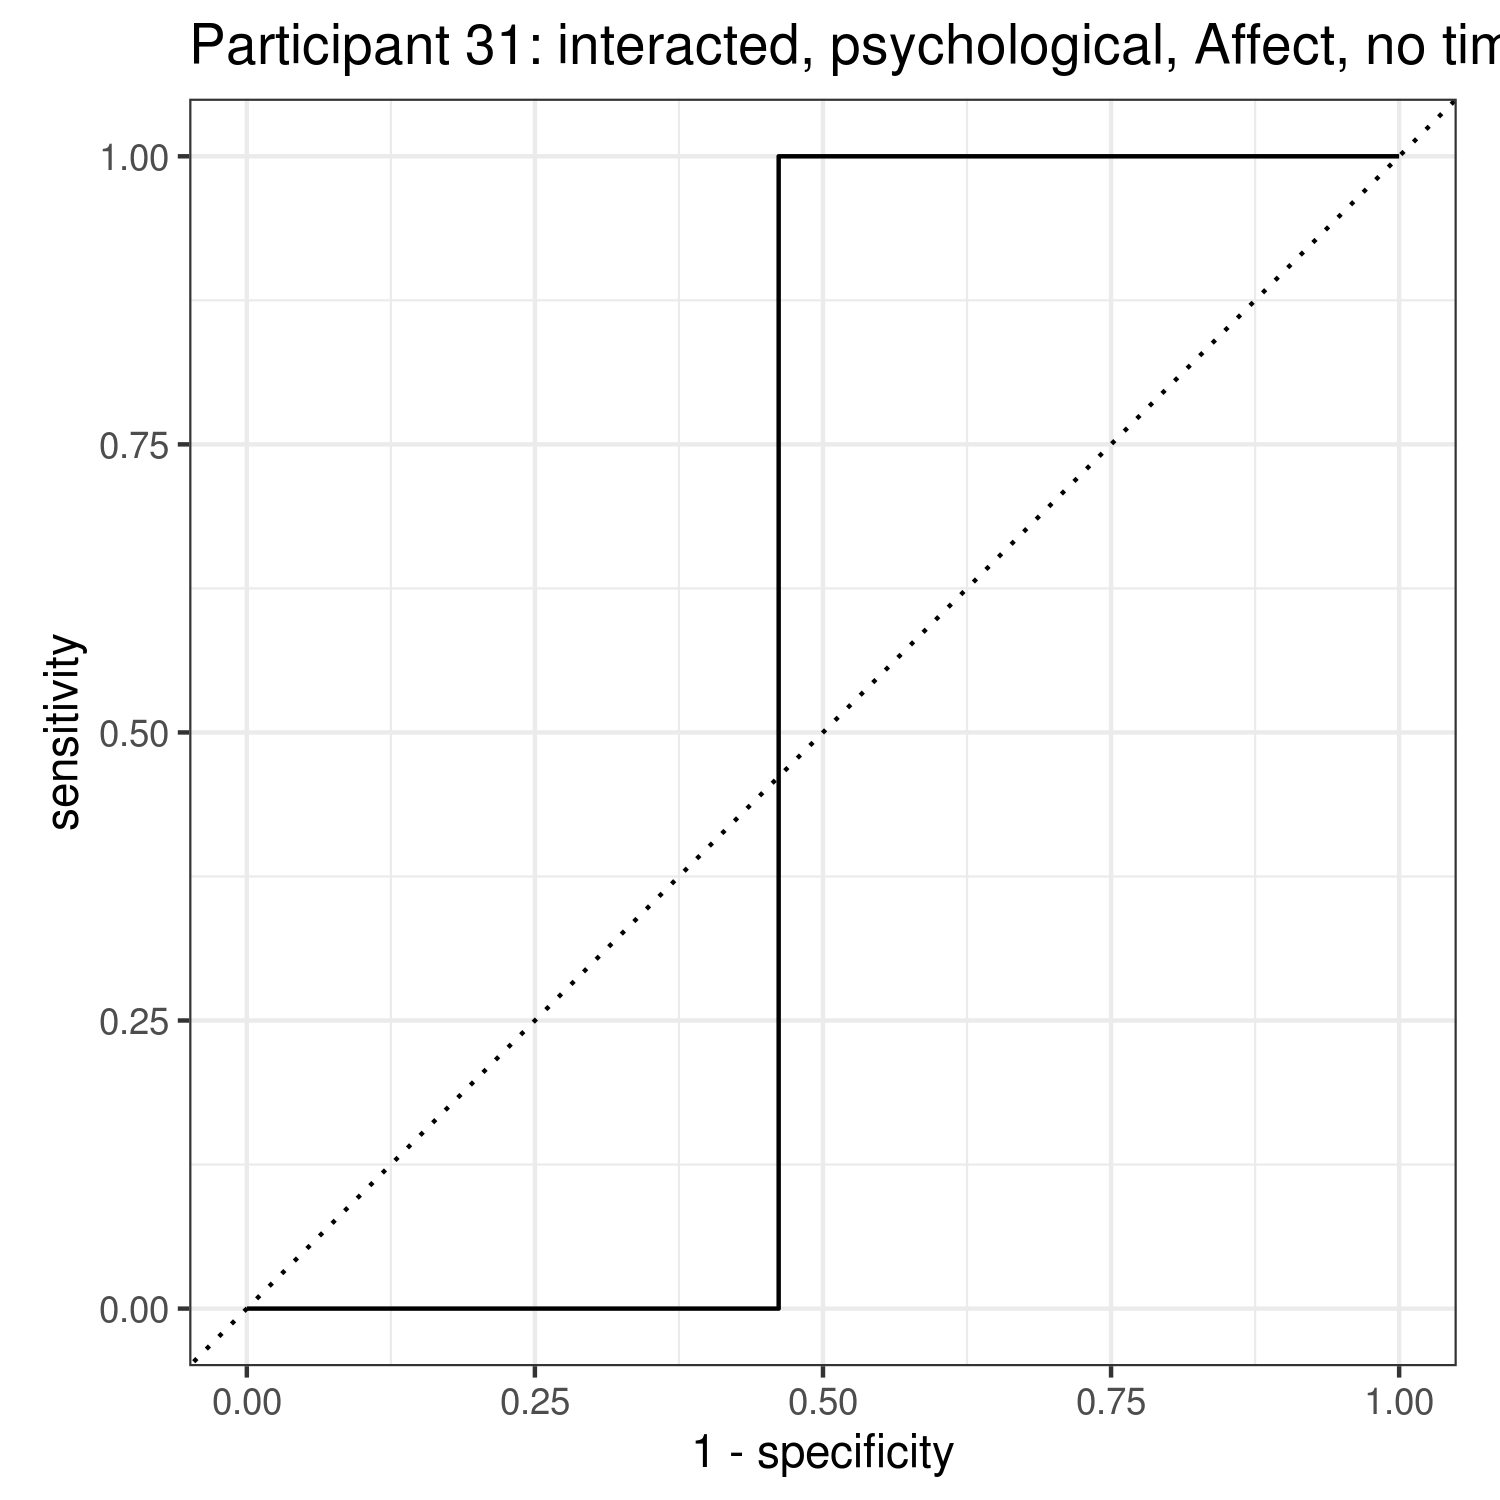 Participant 31: interacted, psychological, Affect, no
1.00
0.75
0.50
0.25
0.00
sensitivity
0.00 0.25 0.50 0.75 1.00
1 - specificity